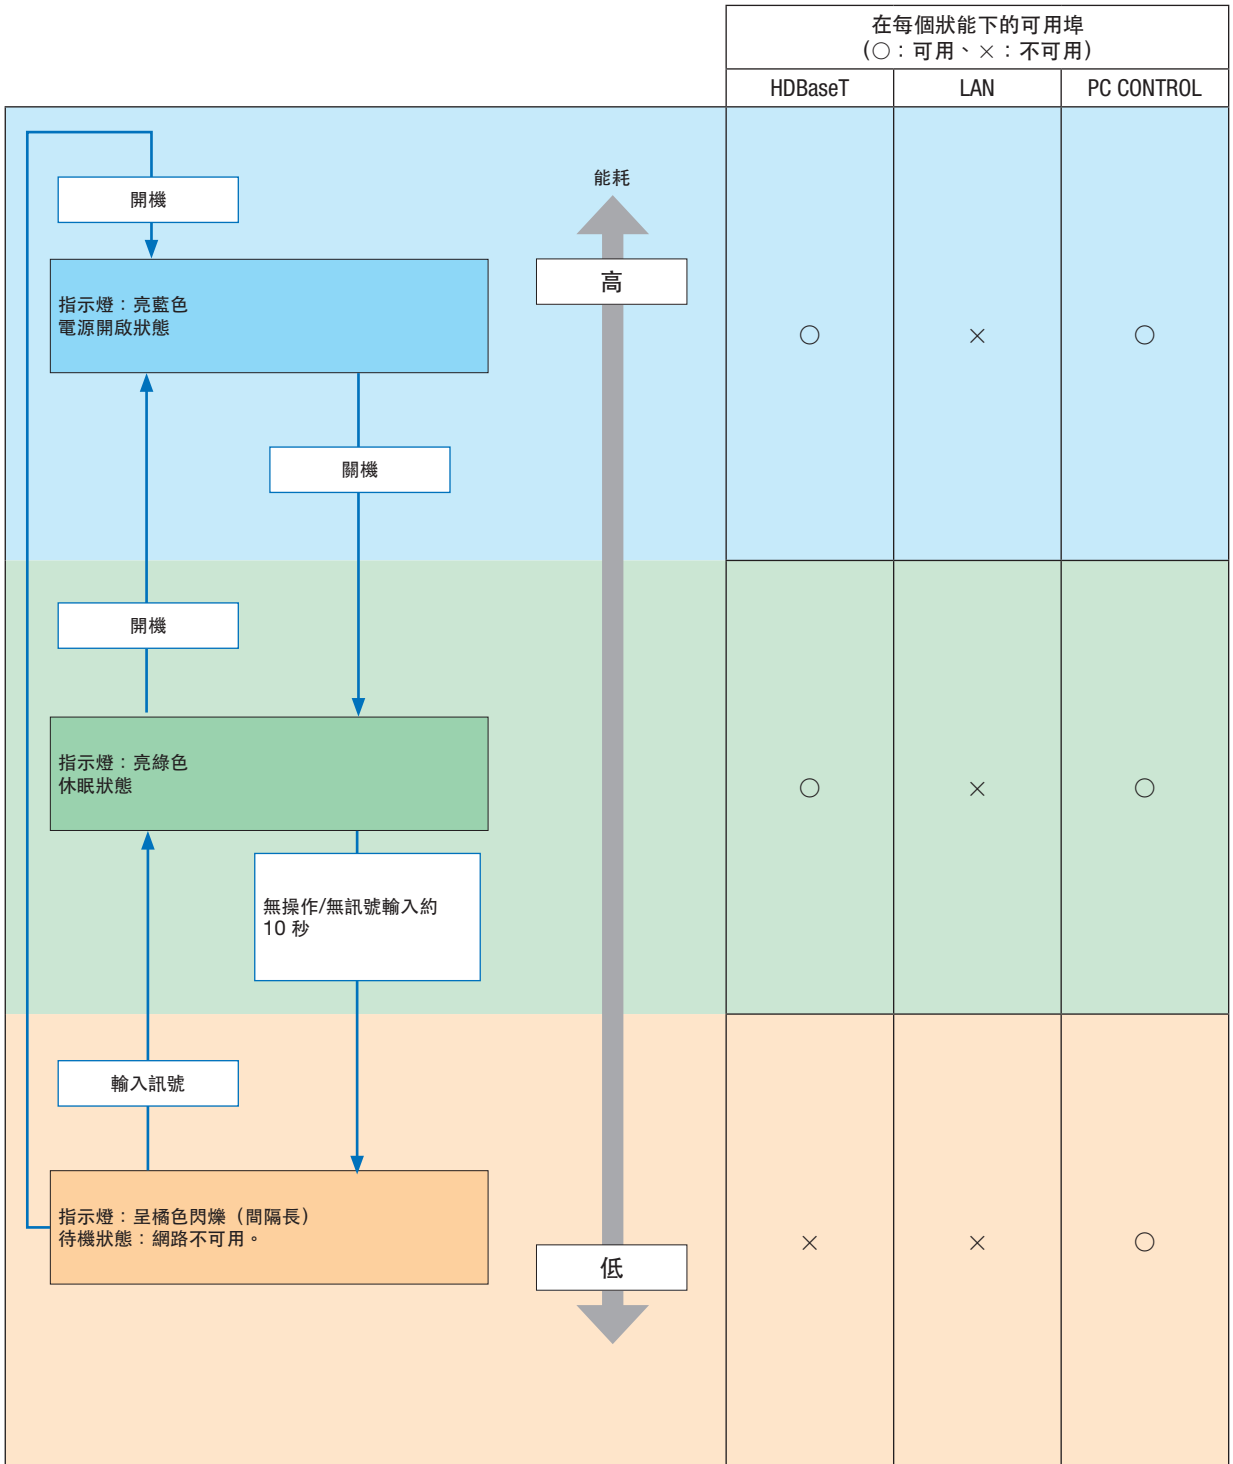 在每個狀能下的可用埠
(○：可用、×：不可用)
HDBaseT
LAN
PC CONTROL
開機
能耗
高
指示燈：亮藍色
電源開啟狀態
○
×
○
關機
開機
指示燈：亮綠色
休眠狀態
○
×
○
無操作/無訊號輸入約
10 秒
輸入訊號
指示燈：呈橘色閃爍（間隔長）
待機狀態：網路不可用。
低
×
×
○